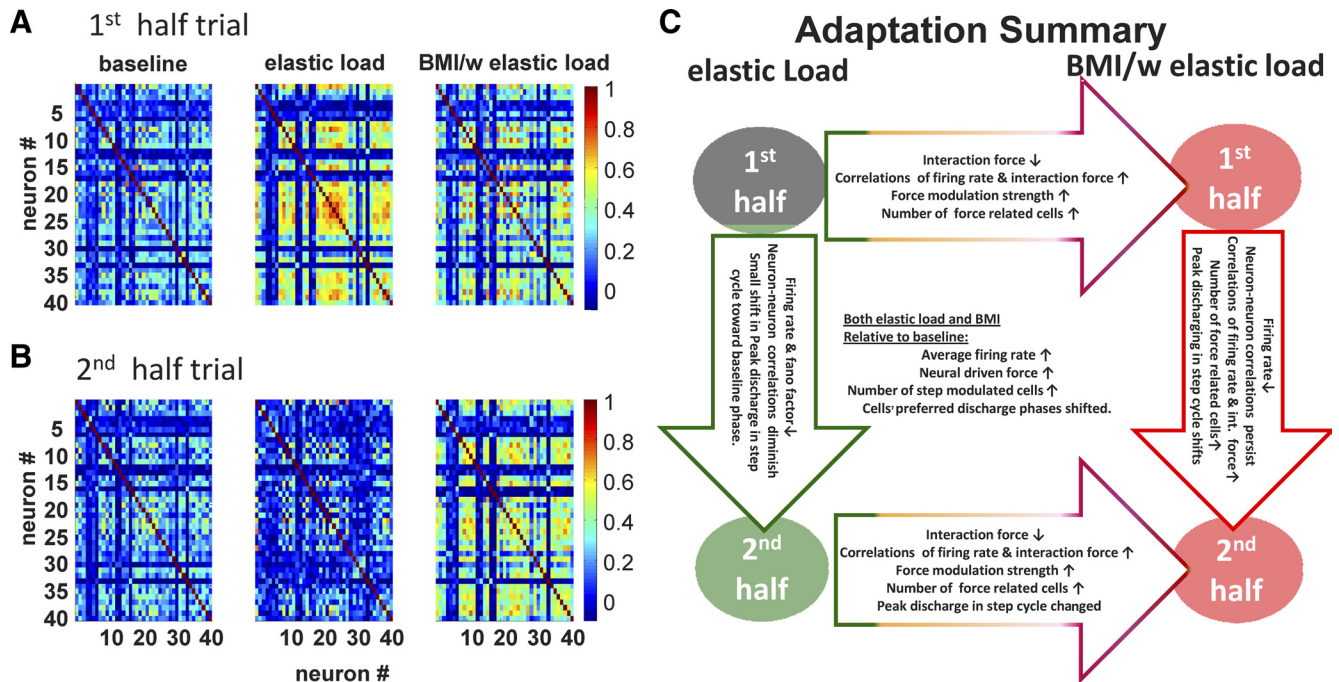 A
1st half trial
baseline
elastic load
BMI/w elastic load
neuron #
5
10
15
20
25
30
35
40
1
0.8
0.6
0.4
0.2
0
B
2nd half trial
neuron #
5
10
15
20
25
30
35
40
10 20 30 40
10 20 30 40
10 20 30 40
neuron #
1
0.8
0.6
0.4
0.2
0
C
Adaptation Summary
elastic Load
BMI/w elastic load
1st
half
Interaction force ↓
Correlations of firing rate & interaction force ↑
Force modulation strength ↑
Number of force related cells ↑
1st
half
Firing rate & fano factor↓
Neuron-neuron correlations diminish
Small shift in Peak discharge in step
cycle toward baseline phase.
Both elastic load and BMI
Relative to baseline:
Average firing rate ↑
Neural driven force ↑
Number of step modulated cells ↑
Cells' preferred discharge phases shifted.
Firing rate↓
Neuron-neuron correlations persist
Correlations of firing rate & int. force↑
Number of force related cells↑
Peak discharging in step cycle shifts
2nd
half
Interaction force ↓
Correlations of firing rate & interaction force ↑
Force modulation strength ↑
Number of force related cells ↑
Peak discharge in step cycle changed
2nd
half